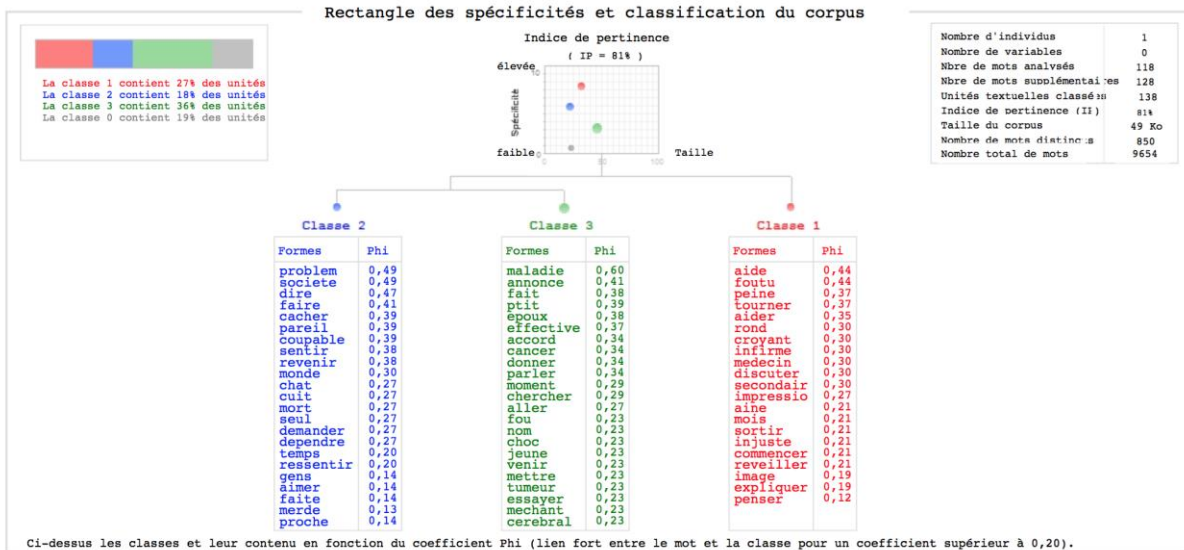 Rectangle des spécificités et classification du corpus
La classe 1 contient 27% des unités
La classe 2 contient 18% des unités
La classe 3 contient 36% des unités
La classe 0 contient 19% des unités
Indice de pertinence
( IP = 81% )
élevée
10
Spécificité
faible
0
0
50
100
Taille
Nombre d'individus 1
Nombre de variables 0
Nbre de mots analysés 118
Nbre de mots supplémentaires 128
Unités textuelles classées 138
Indice de pertinence (IP) 81%
Taille du corpus 49 Ko
Nombre de mots distincts 850
Nombre total de mots 9654
Classe 2
Formes Phi
problem 0,49
societe 0,49
dire 0,47
faire 0,41
cacher 0,39
pareil 0,39
coupable 0,39
sentir 0,38
revenir 0,38
monde 0,30
chat 0,27
cuit 0,27
mort 0,27
seul 0,27
demander 0,27
dependre 0,27
temps 0,20
ressentir 0,20
gens 0,14
aimer 0,14
faite 0,14
merde 0,13
proche 0,14
Classe 3
Formes Phi
maladie 0,60
annonce 0,41
fait 0,38
ptit 0,39
epoux 0,38
effective 0,37
accord 0,34
cancer 0,34
donner 0,34
parler 0,34
moment 0,29
chercher 0,29
aller 0,27
fou 0,23
nom 0,23
choc 0,23
jeune 0,23
venir 0,23
mettre 0,23
tumeur 0,23
essayer 0,23
mechant 0,23
cerebral 0,23
Classe 1
Formes Phi
aide 0,44
foutu 0,44
peine 0,37
tourner 0,37
aider 0,35
rond 0,30
croyant 0,30
infirme 0,30
medecin 0,30
discuter 0,30
secondair 0,30
impressio 0,27
aine 0,21
mois 0,21
sortir 0,21
injuste 0,21
commencer 0,21
reveiller 0,21
image 0,19
expliquer 0,19
penser 0,12
Ci-dessus les classes et leur contenu en fonction du coefficient Phi (lien fort entre le mot et la classe pour un coefficient supérieur à 0,20).